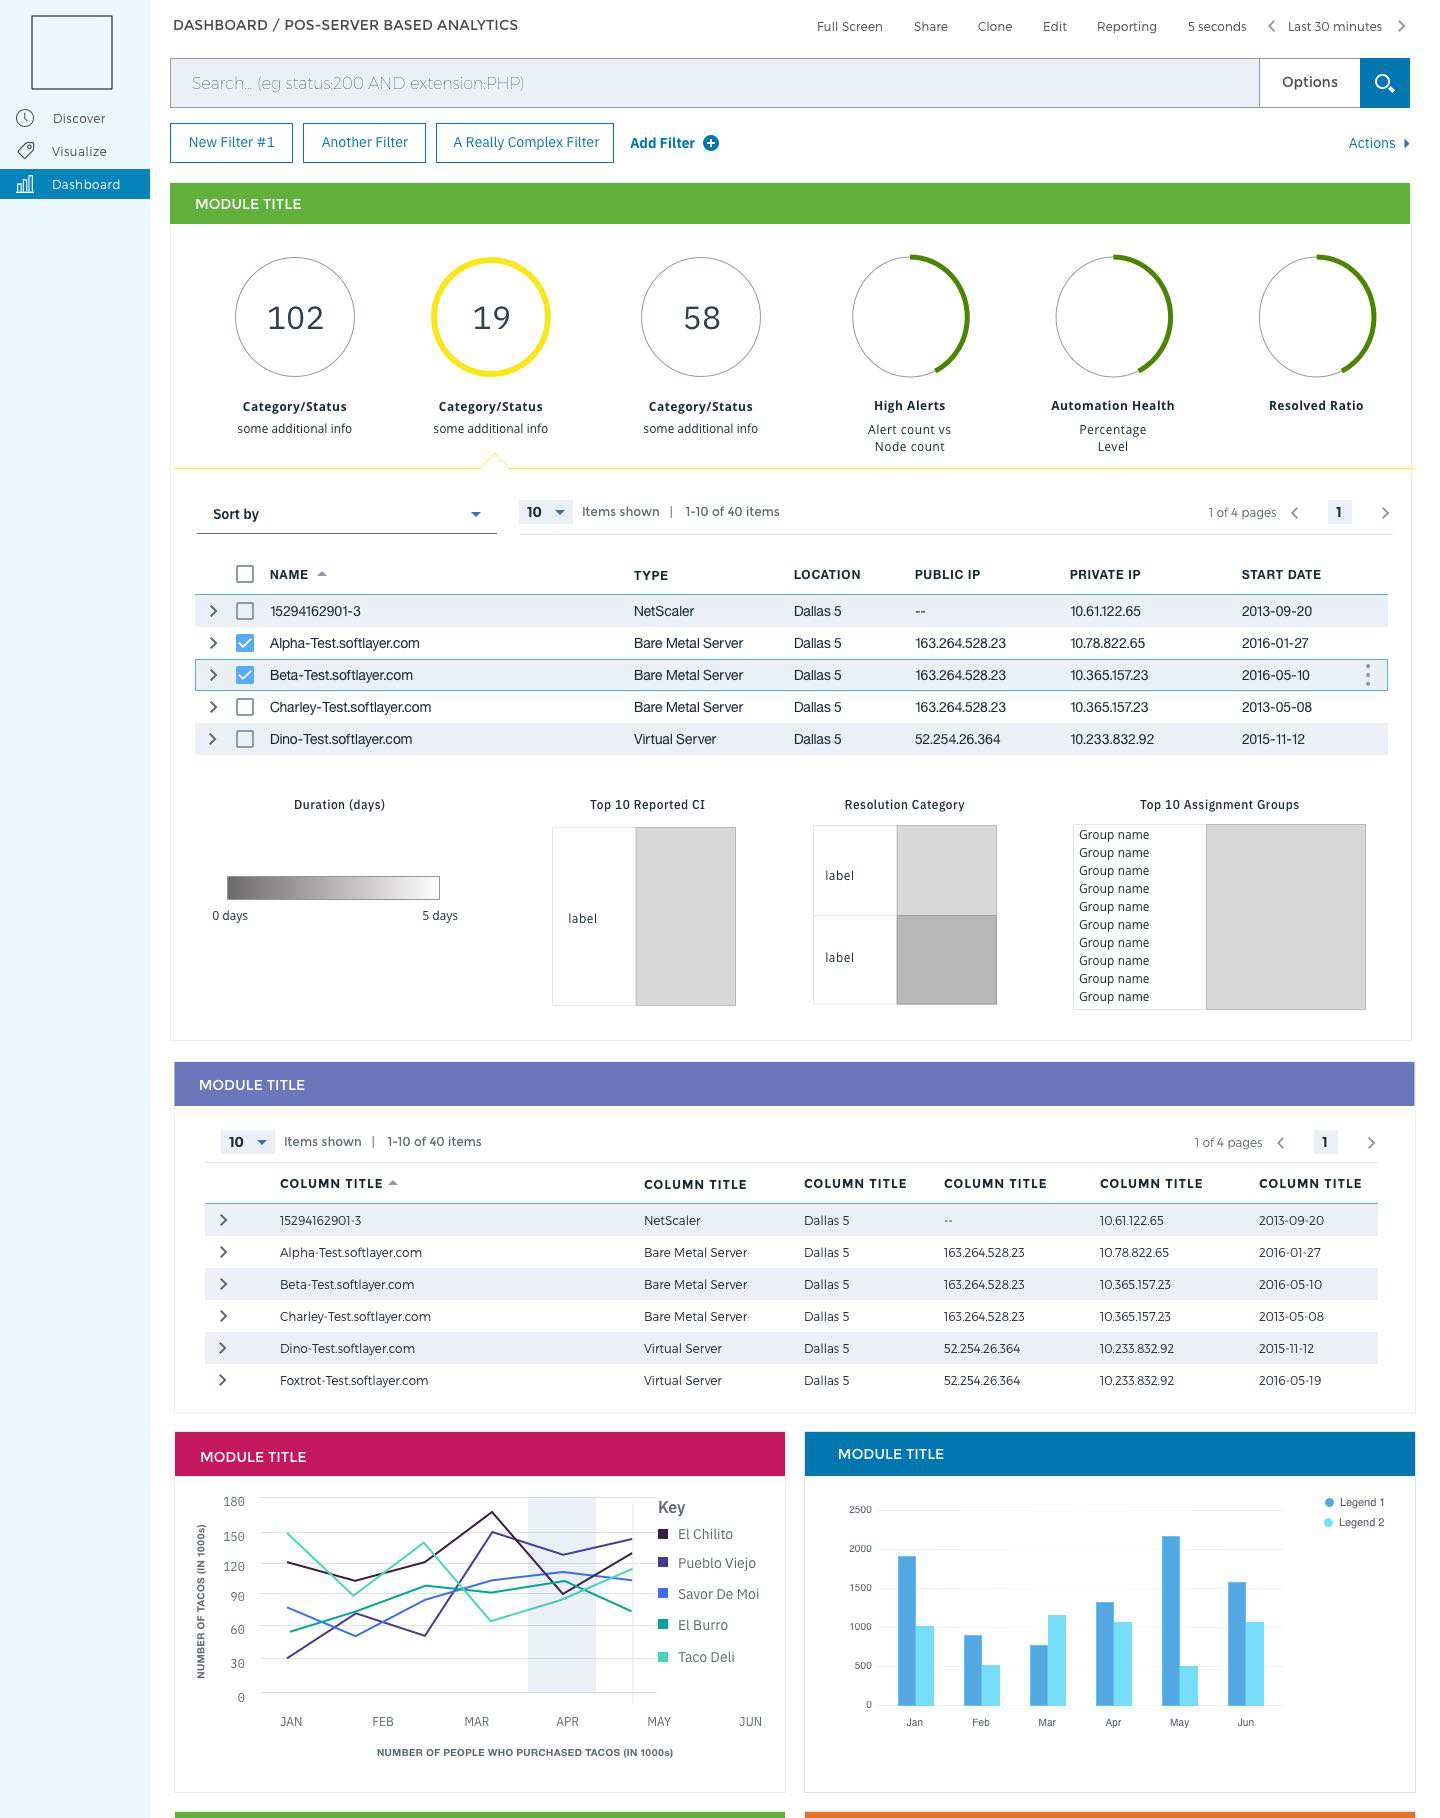 DASHBOARD / POS-SERVER BASED ANALYTICS
Full Screen Share Clone Edit Reporting 5 seconds Last 30 minutes
Discover
Visualize
Dashboard
Search... (eg status:200 AND extension:PHP)
Options
New Filter #1 Another Filter A Really Complex Filter Add Filter Actions
MODULE TITLE
102 19 58
Category/Status Category/Status Category/Status High Alerts Automation Health Resolved Ratio
some additional info some additional info some additional info Alert count vs Percentage
Node count Level
Sort by 10 Items shown | 1-10 of 40 items 1 of 4 pages 1
NAME TYPE LOCATION PUBLIC IP PRIVATE IP START DATE
15294162901-3 NetScaler Dallas 5 -- 10.61.122.65 2013-09-20
Alpha-Test.softlayer.com Bare Metal Server Dallas 5 163.264.528.23 10.78.822.65 2016-01-27
Beta-Test.softlayer.com Bare Metal Server Dallas 5 163.264.528.23 10.365.157.23 2016-05-10
Charley-Test.softlayer.com Bare Metal Server Dallas 5 163.264.528.23 10.365.157.23 2013-05-08
Dino-Test.softlayer.com Virtual Server Dallas 5 52.254.26.364 10.233.832.92 2015-11-12
Duration (days) Top 10 Reported CI Resolution Category Top 10 Assignment Groups
0 days 5 days
label
label
label
Group name
Group name
Group name
Group name
Group name
Group name
Group name
Group name
Group name
Group name
MODULE TITLE
10 Items shown | 1-10 of 40 items 1 of 4 pages 1
COLUMN TITLE COLUMN TITLE COLUMN TITLE COLUMN TITLE COLUMN TITLE COLUMN TITLE
15294162901-3 NetScaler Dallas 5 -- 10.61.122.65 2013-09-20
Alpha-Test.softlayer.com Bare Metal Server Dallas 5 163.264.528.23 10.78.822.65 2016-01-27
Beta-Test.softlayer.com Bare Metal Server Dallas 5 163.264.528.23 10.365.157.23 2016-05-10
Charley-Test.softlayer.com Bare Metal Server Dallas 5 163.264.528.23 10.365.157.23 2013-05-08
Dino-Test.softlayer.com Virtual Server Dallas 5 52.254.26.364 10.233.832.92 2015-11-12
Foxtrot-Test.softlayer.com Virtual Server Dallas 5 52.254.26.364 10.233.832.92 2016-05-19
MODULE TITLE
NUMBER OF TACOS (IN 1000s)
180
150
120
90
60
30
0
JAN FEB MAR APR MAY JUN
NUMBER OF PEOPLE WHO PURCHASED TACOS (IN 1000s)
Key
El Chilito
Pueblo Viejo
Savor De Moi
El Burro
Taco Deli
MODULE TITLE
2500
2000
1500
1000
500
0
Jan Feb Mar Apr May Jun
Legend 1
Legend 2